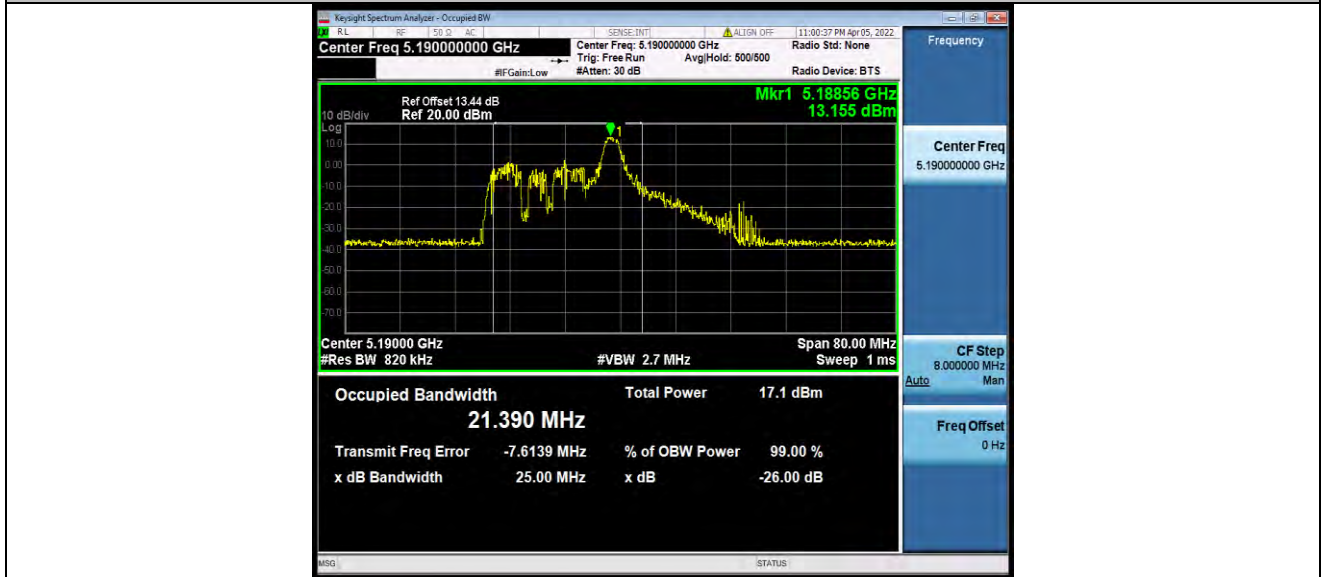 Keysight Spectrum Analyzer - Occupied BW
RL RF 50 Ω AC SENSE:INT ALIGN OFF 11:00:37 PM Apr 05, 2022
Center Freq 5.190000000 GHz
Center Freq: 5.190000000 GHz Radio Std: None
Trig: Free Run Avg|Hold: 500/500
#IFGain:Low #Atten: 30 dB Radio Device: BTS
Frequency
Mkr1 5.18856 GHz
13.155 dBm
Ref Offset 13.44 dB
10 dB/div Ref 20.00 dBm
Log
10.0
0.00
-10.0
-20.0
-30.0
-40.0
-50.0
-60.0
-70.0
1
Center 5.19000 GHz Span 80.00 MHz
#Res BW 820 kHz #VBW 2.7 MHz Sweep 1 ms
Occupied Bandwidth Total Power 17.1 dBm
21.390 MHz
Transmit Freq Error -7.6139 MHz % of OBW Power 99.00 %
x dB Bandwidth 25.00 MHz x dB -26.00 dB
Center Freq
5.190000000 GHz
CF Step
8.000000 MHz
Auto Man
Freq Offset
0 Hz
MSG STATUS